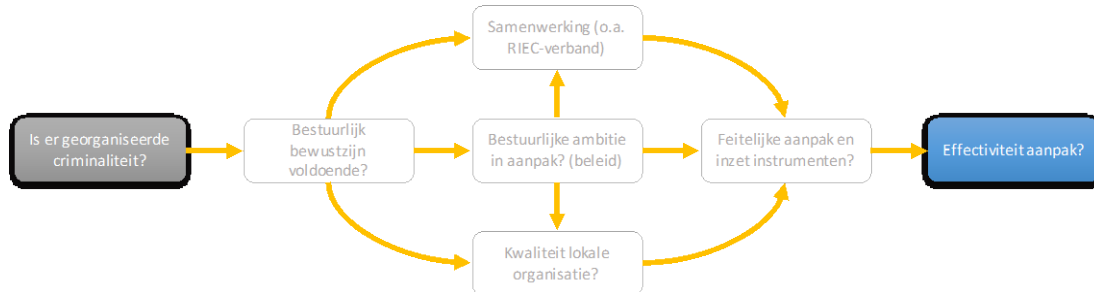 Samenwerking (o.a.
RIEC-verband)
Is er georganiseerde
criminaliteit?
Bestuurlijk
bewustzijn
voldoende?
Bestuurlijke ambitie
in aanpak? (beleid)
Feitelijke aanpak en
inzet instrumenten?
Effectiviteit aanpak?
Kwaliteit lokale
organisatie?